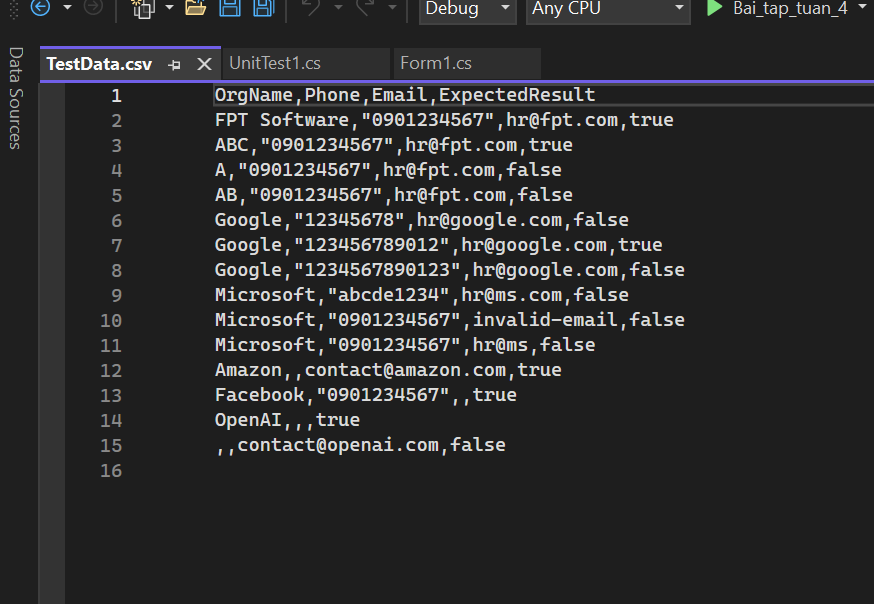 Debug
Any CPU
Bai_tap_tuan_4
Data Sources
TestData.csv
UnitTest1.cs
Form1.cs
1 OrgName,Phone,Email,ExpectedResult
2 FPT Software,"0901234567",hr@fpt.com,true
3 ABC,"0901234567",hr@fpt.com,true
4 A,"0901234567",hr@fpt.com,false
5 AB,"0901234567",hr@fpt.com,false
6 Google,"12345678",hr@google.com,false
7 Google,"123456789012",hr@google.com,true
8 Google,"1234567890123",hr@google.com,false
9 Microsoft,"abcde1234",hr@ms.com,false
10 Microsoft,"0901234567",invalid-email,false
11 Microsoft,"0901234567",hr@ms,false
12 Amazon,,contact@amazon.com,true
13 Facebook,"0901234567",,true
14 OpenAI,,,true
15 ,,contact@openai.com,false
16